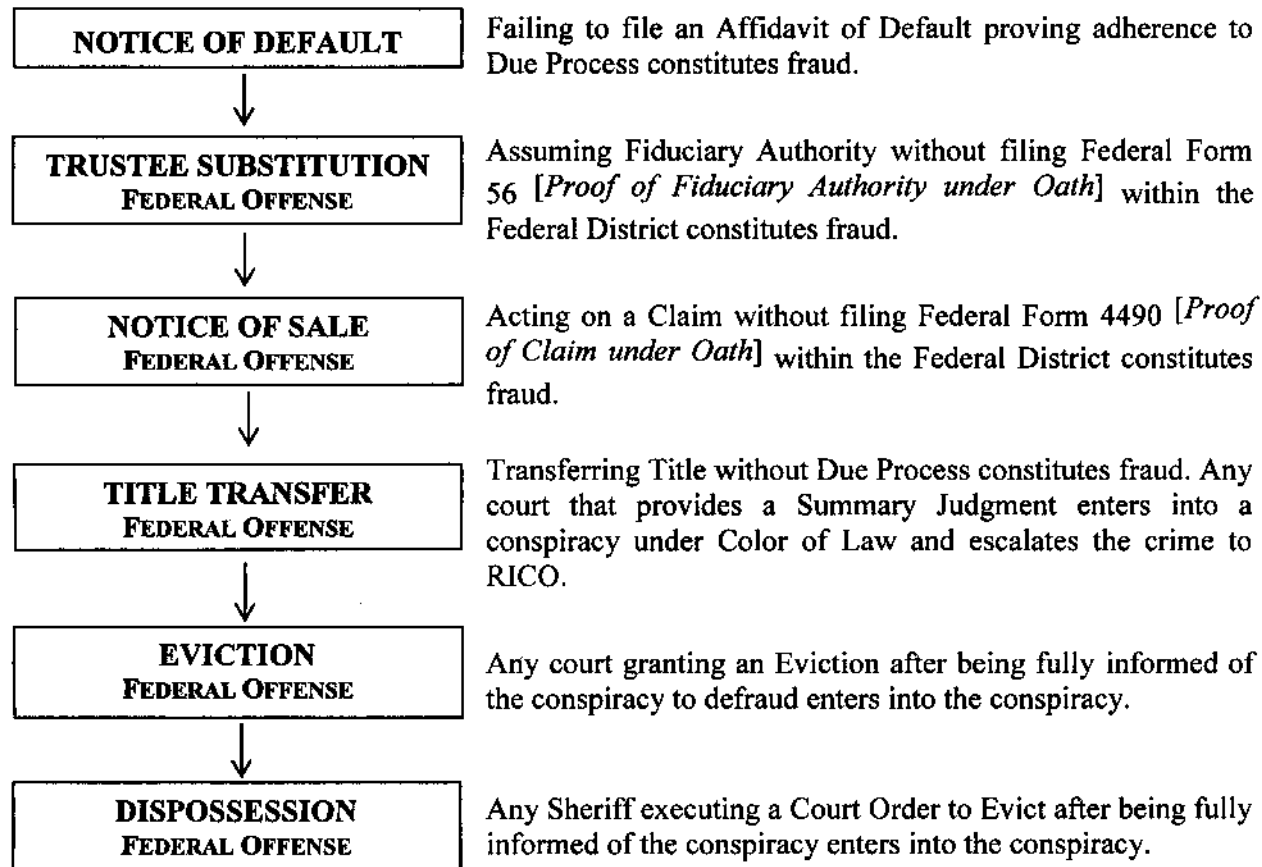 NOTICE OF DEFAULT
Failing to file an Affidavit of Default proving adherence to
Due Process constitutes fraud.
TRUSTEE SUBSTITUTION
FEDERAL OFFENSE
Assuming Fiduciary Authority without filing Federal Form
56 [Proof of Fiduciary Authority under Oath] within the
Federal District constitutes fraud.
NOTICE OF SALE
FEDERAL OFFENSE
Acting on a Claim without filing Federal Form 4490 [Proof
of Claim under Oath] within the Federal District constitutes
fraud.
TITLE TRANSFER
FEDERAL OFFENSE
Transferring Title without Due Process constitutes fraud. Any
court that provides a Summary Judgment enters into a
conspiracy under Color of Law and escalates the crime to
RICO.
EVICTION
FEDERAL OFFENSE
Any court granting an Eviction after being fully informed of
the conspiracy to defraud enters into the conspiracy.
DISPOSSESSION
FEDERAL OFFENSE
Any Sheriff executing a Court Order to Evict after being fully
informed of the conspiracy enters into the conspiracy.